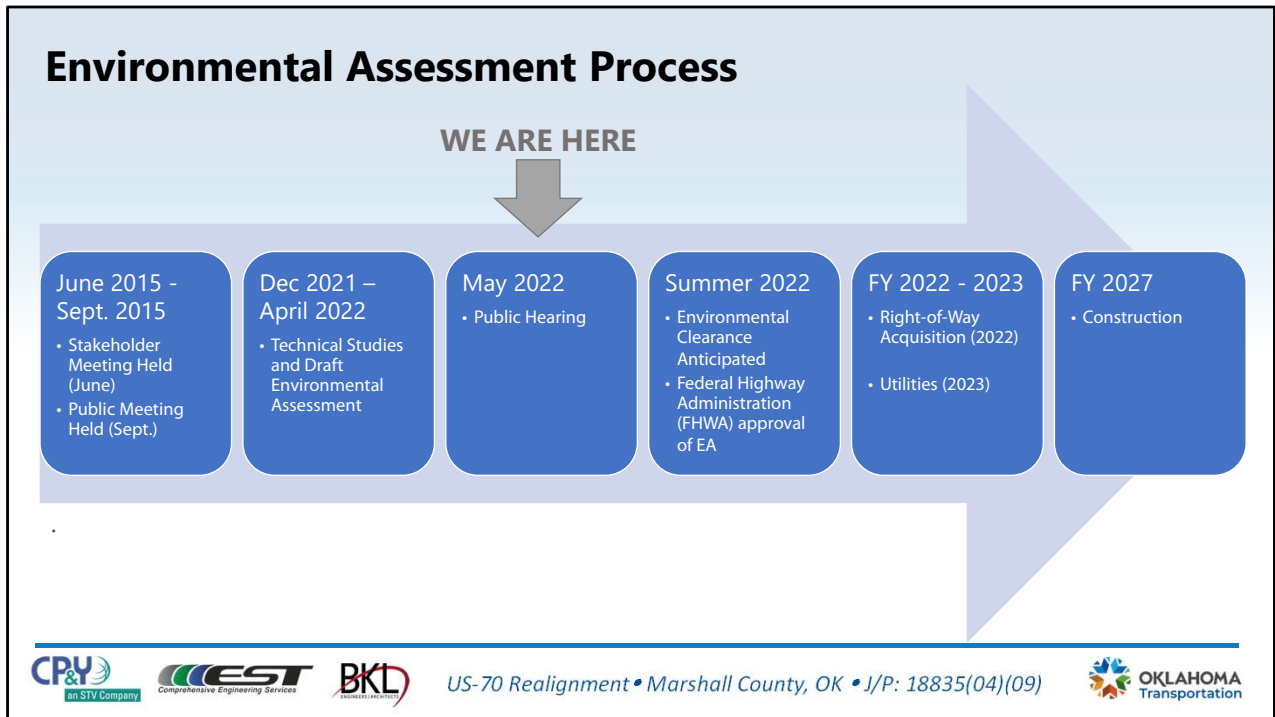 Environmental Assessment Process
WE ARE HERE
June 2015 -
Sept. 2015
• Stakeholder
Meeting Held
(June)
• Public Meeting
Held (Sept.)
Dec 2021 –
April 2022
• Technical Studies
and Draft
Environmental
Assessment
May 2022
• Public Hearing
Summer 2022
• Environmental
Clearance
Anticipated
• Federal Highway
Administration
(FHWA) approval
of EA
FY 2022 - 2023
• Right-of-Way
Acquisition (2022)
• Utilities (2023)
FY 2027
• Construction
.
CP&Y
an STV Company
EST
Comprehensive Engineering Services
BKL
ENGINEERS | ARCHITECTS
US-70 Realignment • Marshall County, OK • J/P: 18835(04)(09)
OKLAHOMA
Transportation